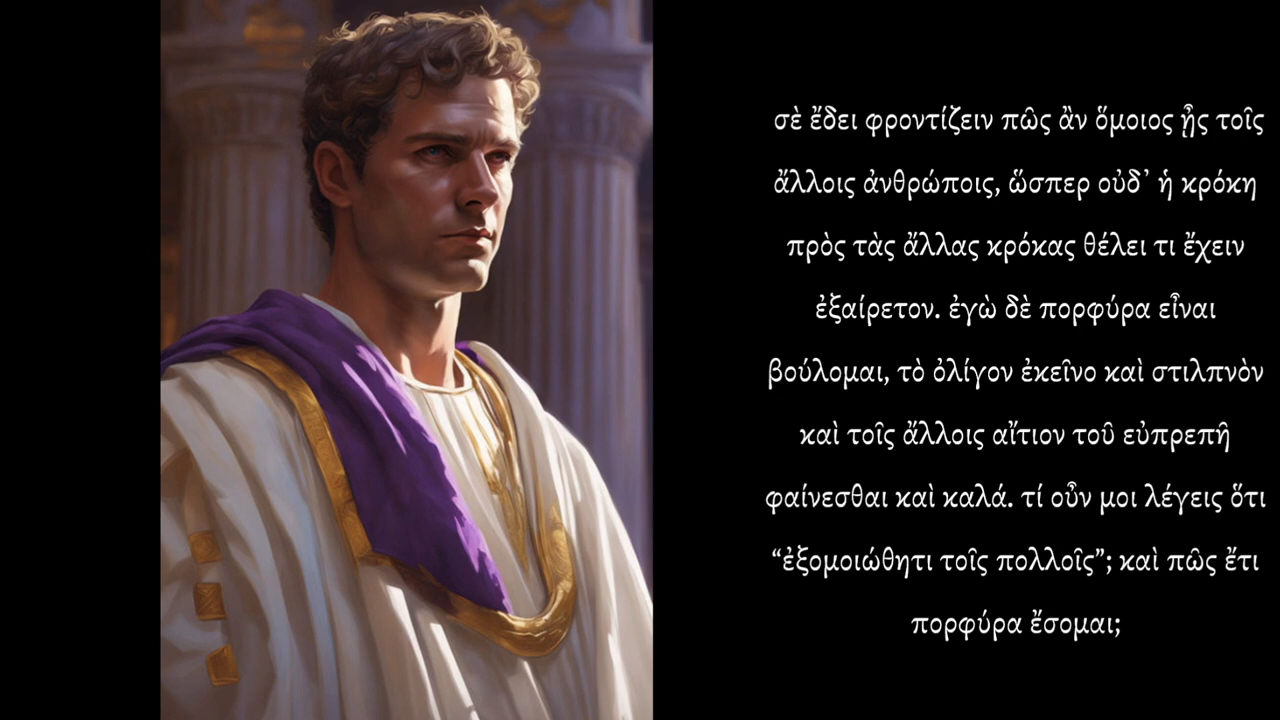 σὲ ἔδει φροντίζειν πῶς ἂν ὅμοιος ᾖς τοῖς
ἄλλοις ἀνθρώποις, ὥσπερ οὐδ’ ἡ κρόκη
πρὸς τὰς ἄλλας κρόκας θέλει τι ἔχειν
ἐξαίρετον. ἐγὼ δὲ πορφύρα εἶναι
βούλομαι, τὸ ὀλίγον ἐκεῖνο καὶ στιλπνὸν
καὶ τοῖς ἄλλοις αἴτιον τοῦ εὐπρεπῆ
φαίνεσθαι καὶ καλά. τί οὖν μοι λέγεις ὅτι
“ἐξομοιώθητι τοῖς πολλοῖς”; καὶ πῶς ἔτι
πορφύρα ἔσομαι;